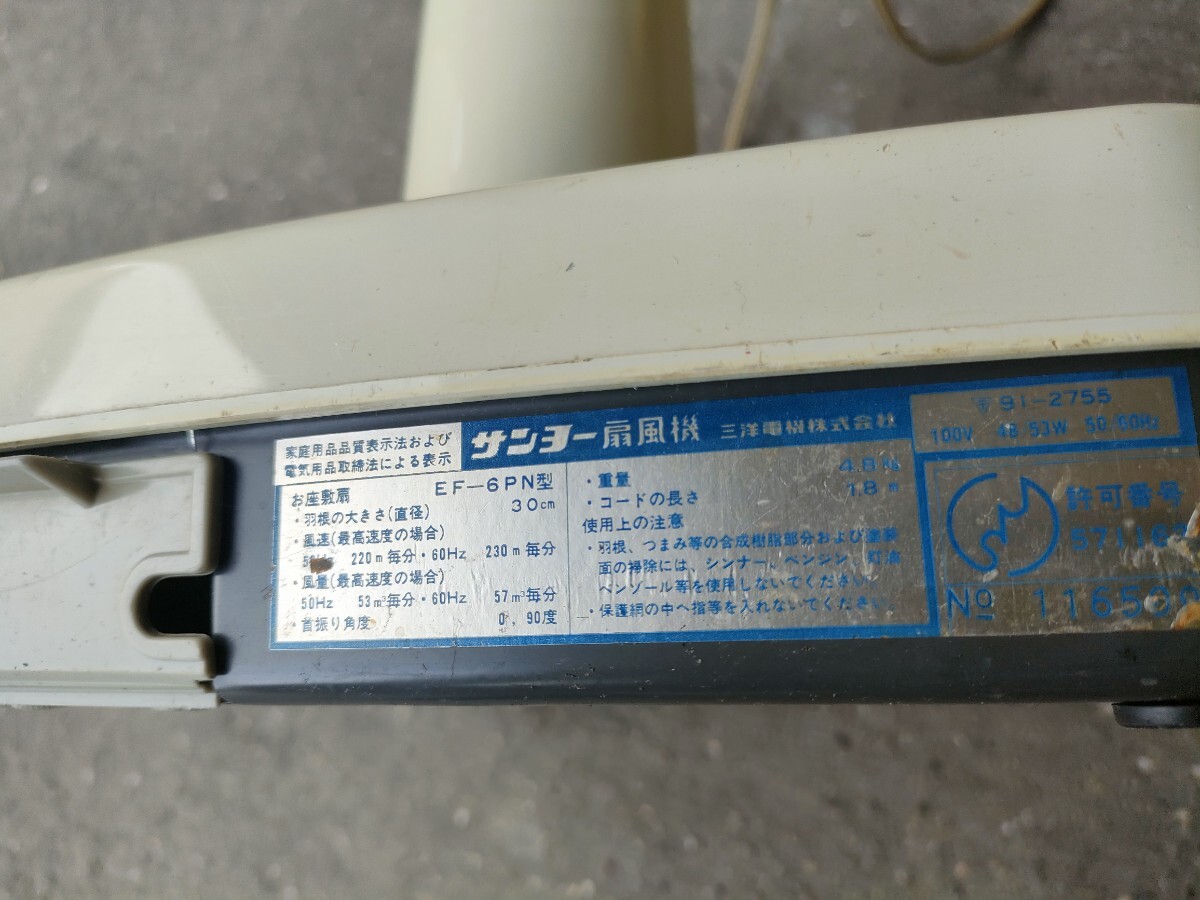 家庭用品品質表示法および
電気用品取締法による表示
サンヨー扇風機 三洋電機株式会社
お座敷扇 EF-6PN型
・羽根の大きさ(直径) 30cm
・風速(最高速度の場合)
220m毎分・60Hz 230m毎分
・風量(最高速度の場合)
50Hz 53m³毎分・60Hz 57m³毎分
・首振り角度 0, 90度
・重量 4.8kg
・コードの長さ 1.8m
使用上の注意
・羽根、つまみ等の合成樹脂部分および塗装
面の掃除には、シンナー、ベンジン、灯油
ベンゾール等を使用しないでください。
・保護網の中へ指等を入れないでください。
〒 91-2755
100V 48 53W 50-60Hz
許可番号
№ 116500